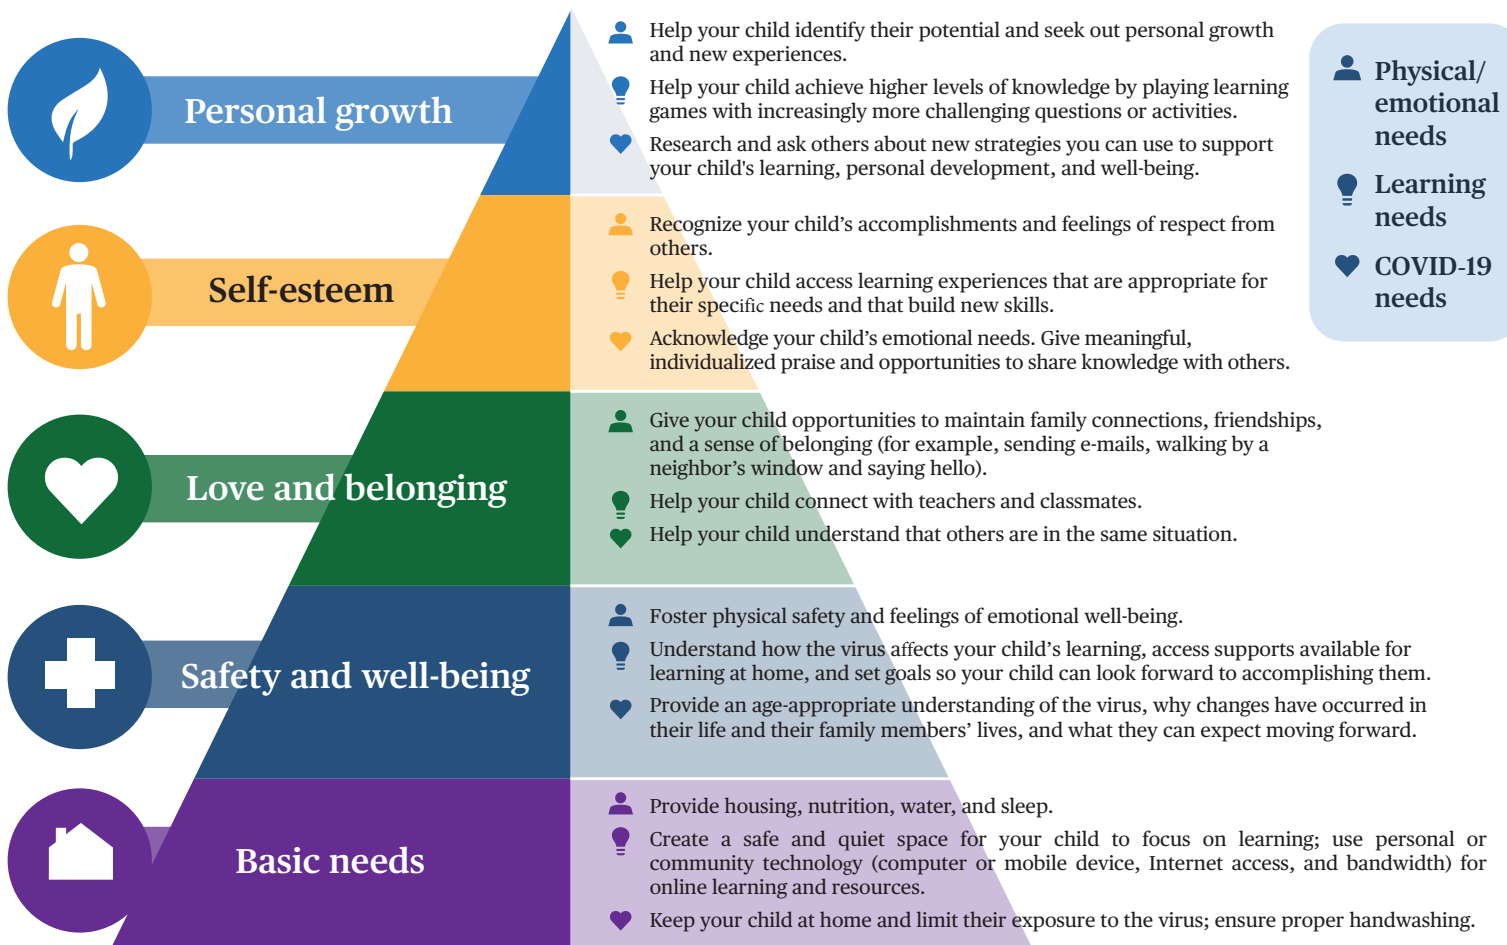 Personal growth
Help your child identify their potential and seek out personal growth
and new experiences.
Help your child achieve higher levels of knowledge by playing learning
games with increasingly more challenging questions or activities.
Research and ask others about new strategies you can use to support
your child's learning, personal development, and well-being.
Physical/
emotional
needs
Learning
needs
COVID-19
needs
Self-esteem
Recognize your child’s accomplishments and feelings of respect from
others.
Help your child access learning experiences that are appropriate for
their specific needs and that build new skills.
Acknowledge your child’s emotional needs. Give meaningful,
individualized praise and opportunities to share knowledge with others.
Love and belonging
Give your child opportunities to maintain family connections, friendships,
and a sense of belonging (for example, sending e-mails, walking by a
neighbor’s window and saying hello).
Help your child connect with teachers and classmates.
Help your child understand that others are in the same situation.
Safety and well-being
Foster physical safety and feelings of emotional well-being.
Understand how the virus affects your child’s learning, access supports available for
learning at home, and set goals so your child can look forward to accomplishing them.
Provide an age-appropriate understanding of the virus, why changes have occurred in
their life and their family members’ lives, and what they can expect moving forward.
Basic needs
Provide housing, nutrition, water, and sleep.
Create a safe and quiet space for your child to focus on learning; use personal or
community technology (computer or mobile device, Internet access, and bandwidth) for
online learning and resources.
Keep your child at home and limit their exposure to the virus; ensure proper handwashing.